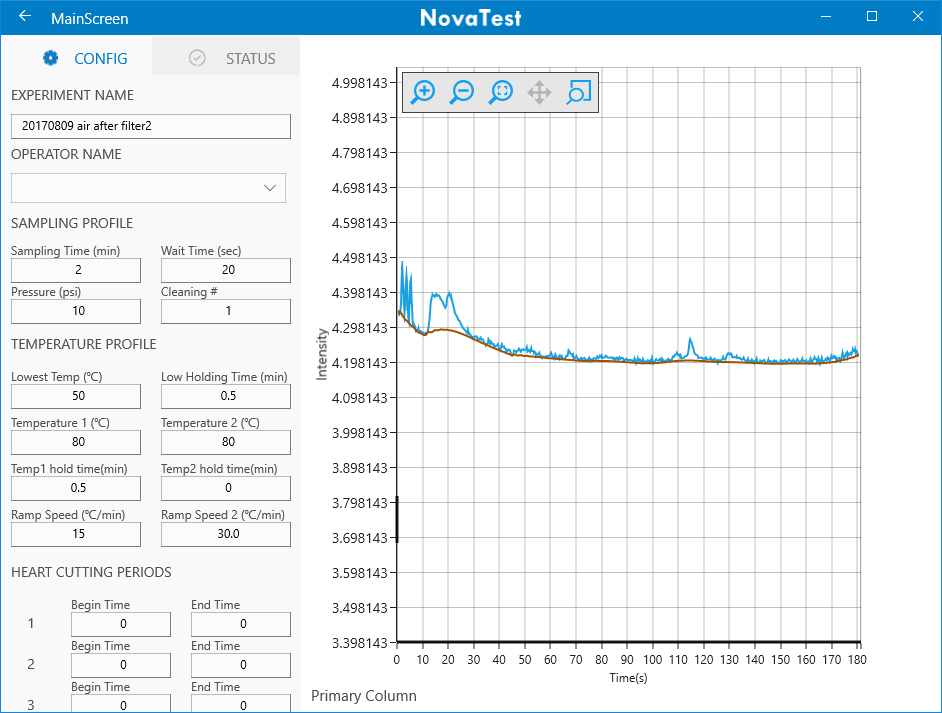 MainScreen
NovaTest
CONFIG
STATUS
EXPERIMENT NAME
20170809 air after filter2
OPERATOR NAME
SAMPLING PROFILE
Sampling Time (min) Wait Time (sec)
2 20
Pressure (psi) Cleaning #
10 1
TEMPERATURE PROFILE
Lowest Temp (℃) Low Holding Time (min)
50 0.5
Temperature 1 (℃) Temperature 2 (℃)
80 80
Temp1 hold time(min) Temp2 hold time(min)
0.5 0
Ramp Speed (℃/min) Ramp Speed 2 (℃/min)
15 30.0
HEART CUTTING PERIODS
Begin Time End Time
1 0 0
Begin Time End Time
2 0 0
Begin Time End Time
3 0 0
4.998143
4.898143
4.798143
4.698143
4.598143
4.498143
4.398143
4.298143
4.198143
4.098143
3.998143
3.898143
3.798143
3.698143
3.598143
3.498143
3.398143
Intensity
0 10 20 30 40 50 60 70 80 90 100 110 120 130 140 150 160 170 180
Time(s)
Primary Column